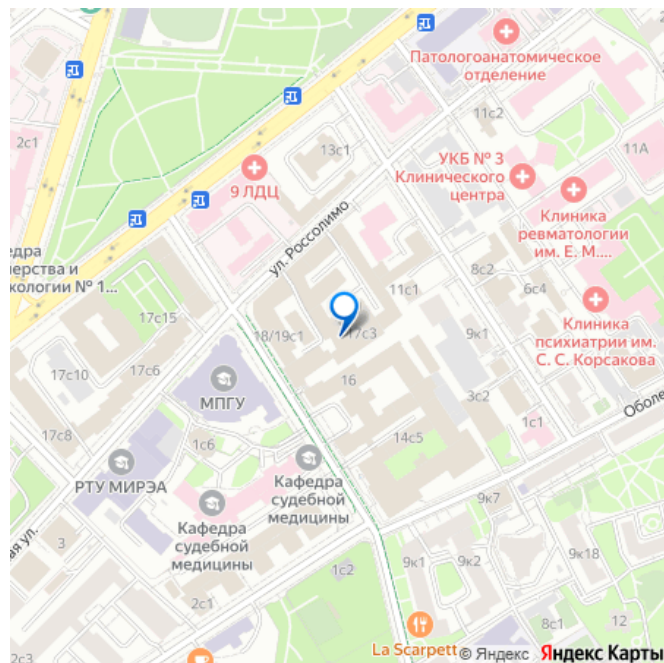 Патологоанатомическое
отделение
2с1
11с2
13с1
УКБ № 3
Клинического
центра
11А
9 ЛДЦ
ул. Россолимо
Клиника
ревматологии
им. Е. М....
8с2
6с4
11с1
17с15
18/19с1
17с3
9к1
Клиника
психиатрии им.
С. С. Корсакова
17с10
17с6
МПГУ
16
3с2
1с1
17с8
1с6
14с5
РТУ МИРЭА
Кафедра
судебной
медицины
Кафедра
судебной
медицины
9к7
3
1с2
9к1
9к2
9к18
2с1
12
8с1
2с3
La Scarpett
© Яндекс Яндекс Карты